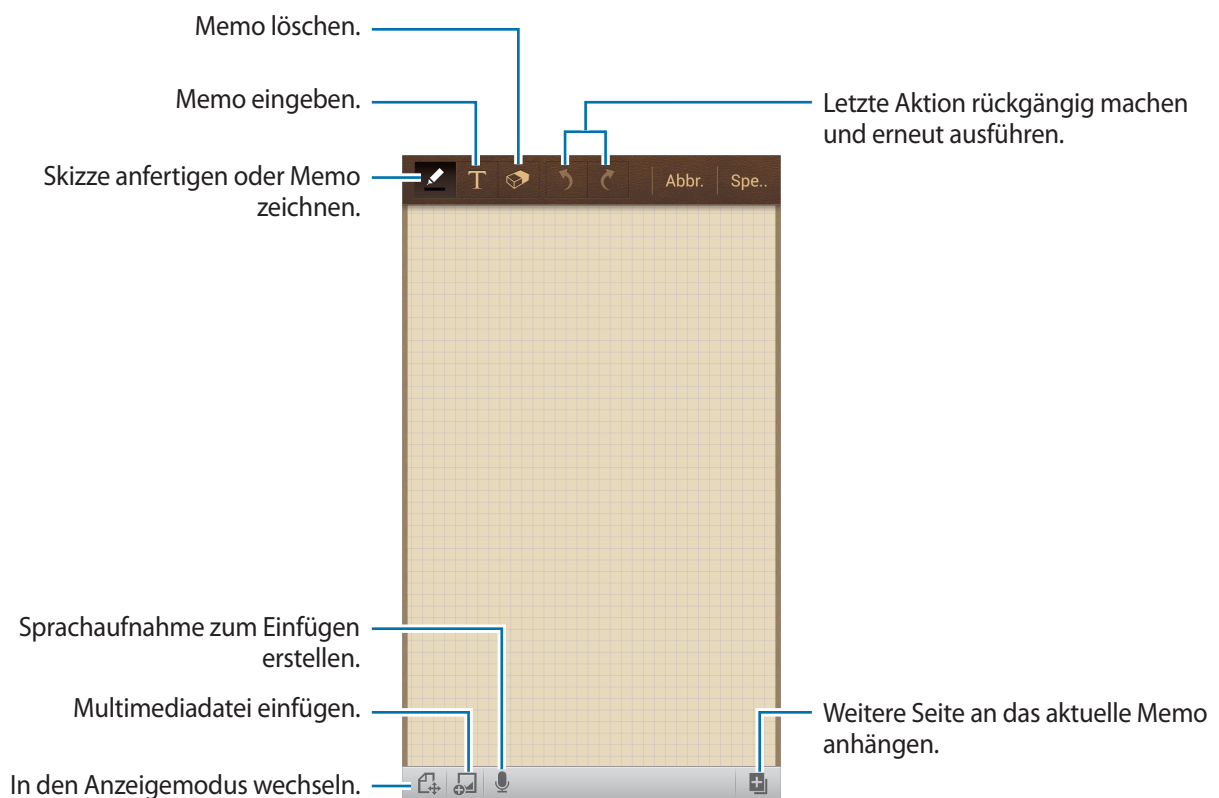 Memo löschen.
Memo eingeben.
Letzte Aktion rückgängig machen
und erneut ausführen.
Skizze anfertigen oder Memo
zeichnen.
T
Abbr.
Spe..
Sprachaufnahme zum Einfügen
erstellen.
Multimediadatei einfügen.
Weitere Seite an das aktuelle Memo
anhängen.
In den Anzeigemodus wechseln.